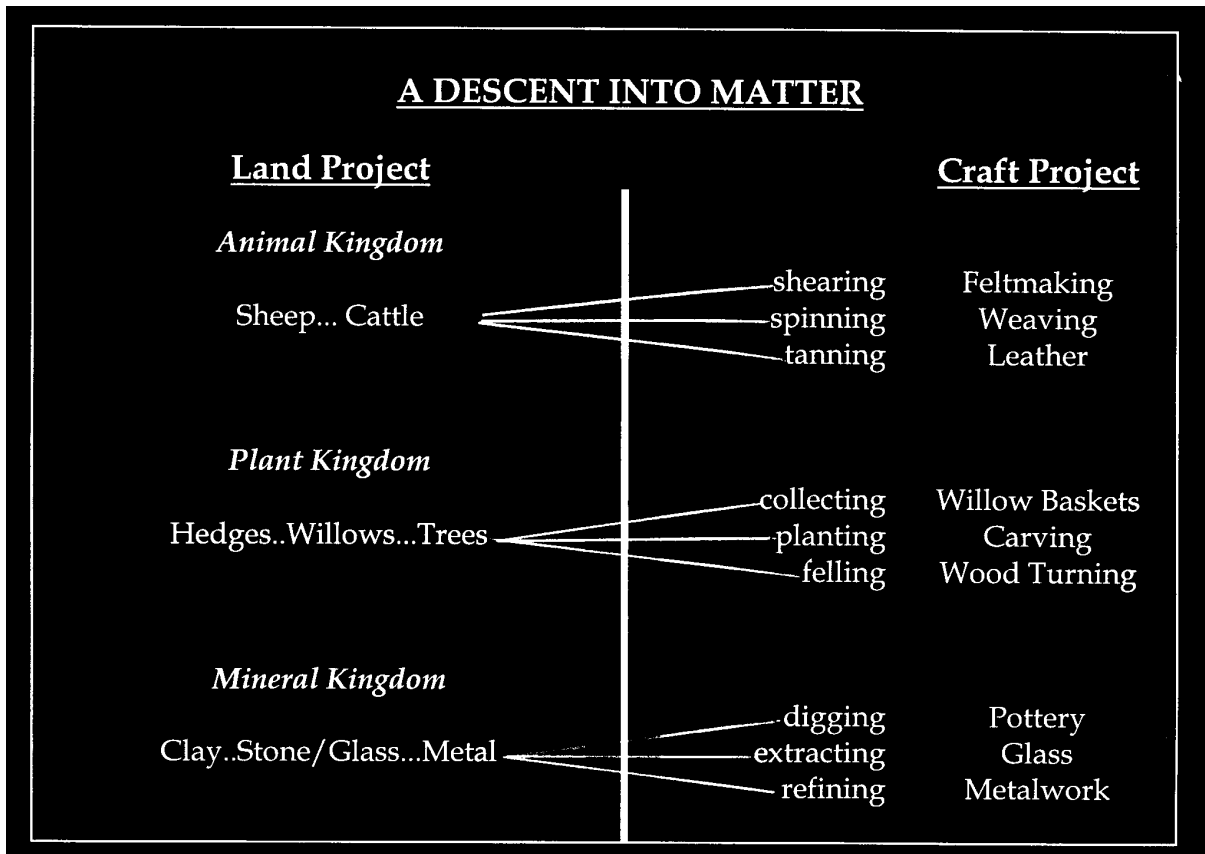 A DESCENT INTO MATTER
Land Project
Craft Project
Animal Kingdom
Sheep... Cattle
shearing Feltmaking
spinning Weaving
tanning Leather
Plant Kingdom
Hedges..Willows...Trees
collecting Willow Baskets
planting Carving
felling Wood Turning
Mineral Kingdom
Clay..Stone/Glass...Metal
digging Pottery
extracting Glass
refining Metalwork